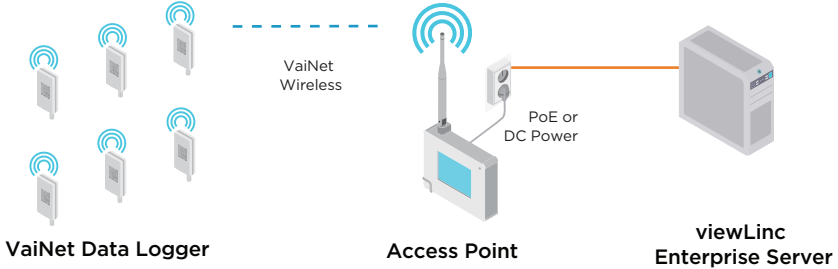 VaiNet
Wireless
PoE or
DC Power
VaiNet Data Logger
Access Point
viewLinc
Enterprise Server